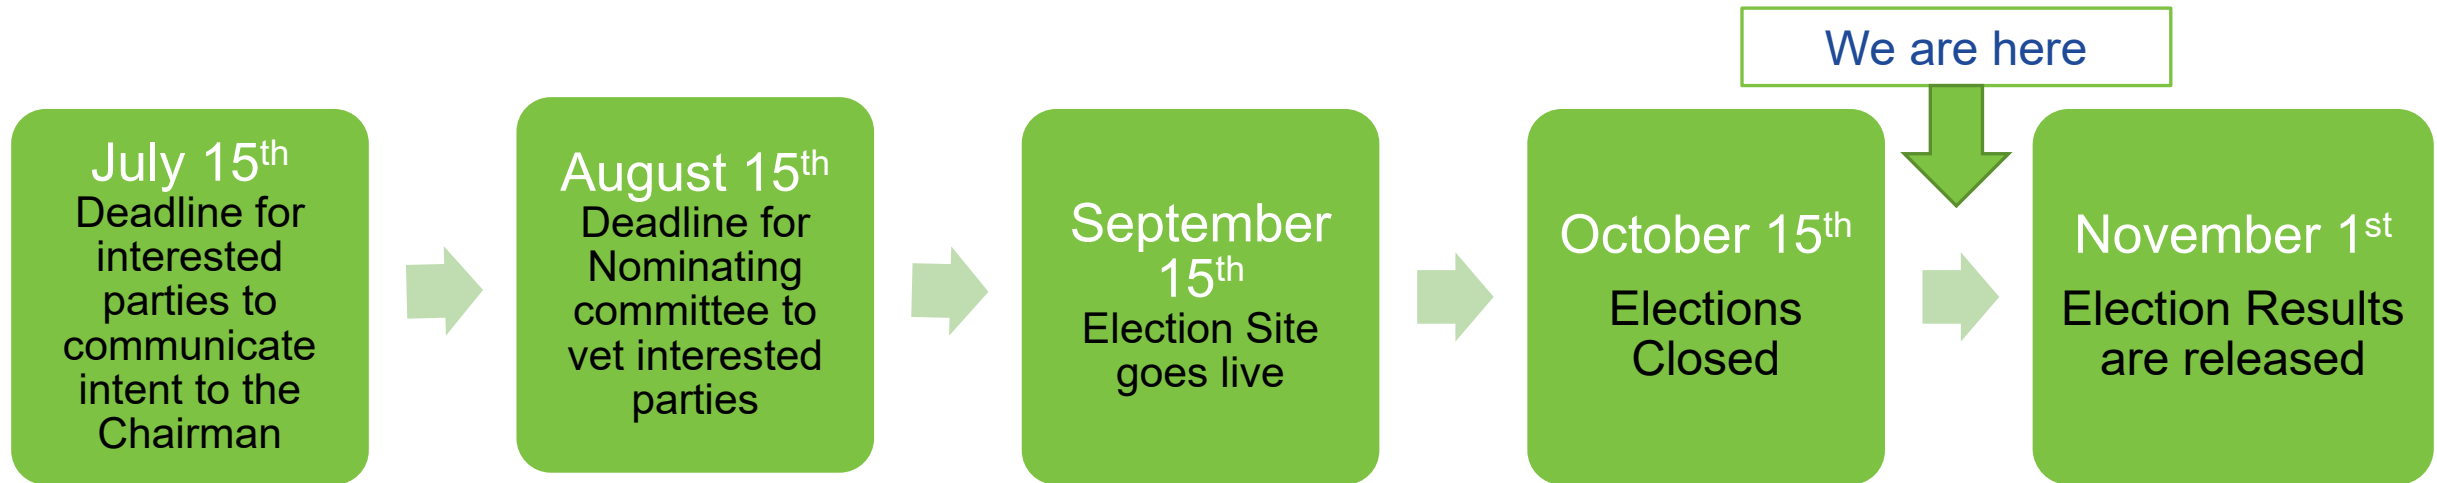 We are here
July 15th
Deadline for
interested
parties to
communicate
intent to the
Chairman
August 15th
Deadline for
Nominating
committee to
vet interested
parties
September
15th
Election Site
goes live
October 15th
Elections
Closed
November 1st
Election Results
are released